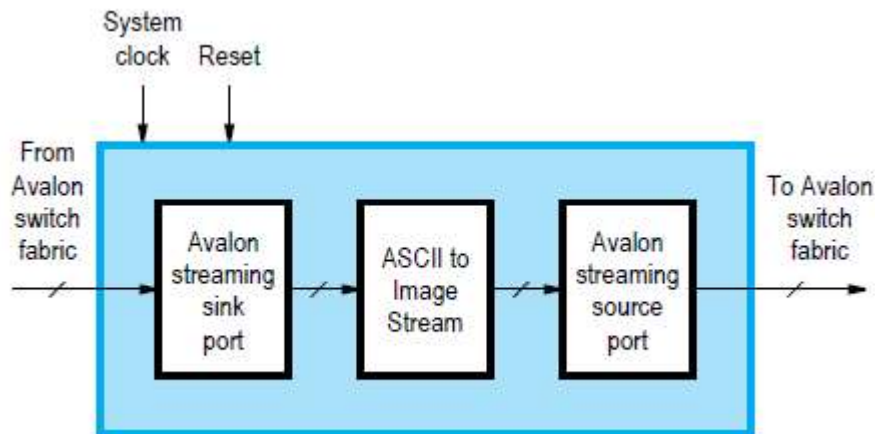 System
clock
Reset
From
Avalon
switch
fabric
Avalon
streaming
sink
port
ASCII to
Image
Stream
Avalon
streaming
source
port
To Avalon
switch
fabric